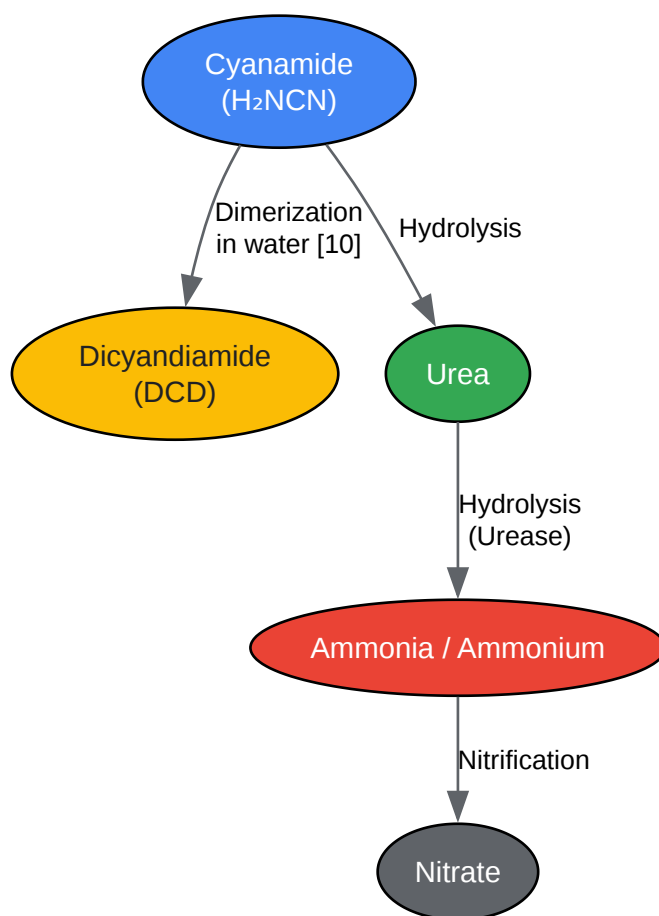 Cyanamide
(H₂NCN)
Dimerization
in water [10]
Hydrolysis
Dicyandiamide
(DCD)
Urea
Hydrolysis
(Urease)
Ammonia / Ammonium
Nitrification
Nitrate